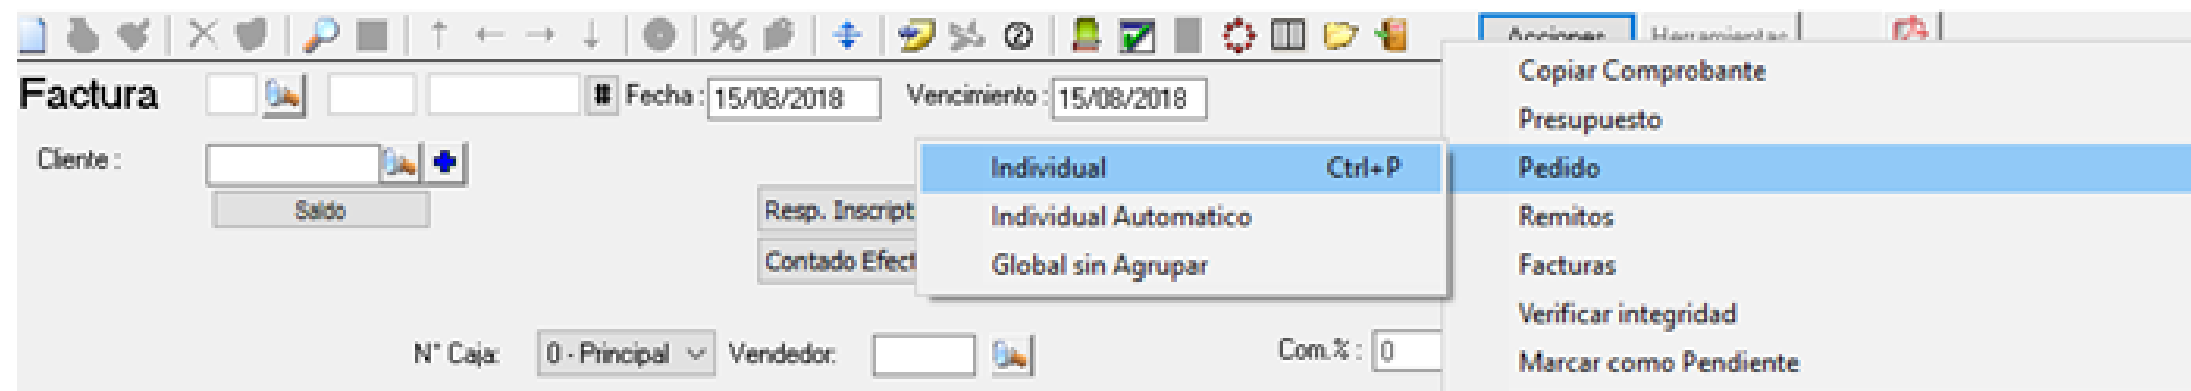 Acciones Herramientas
Factura # Fecha : 15/08/2018 Vencimiento : 15/08/2018
Cliente :
Saldo
Resp. Inscript
Contado Efect
N° Caja: 0 - Principal Vendedor: Com.% : 0
Individual Ctrl+P
Individual Automatico
Global sin Agrupar
Copiar Comprobante
Presupuesto
Pedido
Remitos
Facturas
Verificar integridad
Marcar como Pendiente